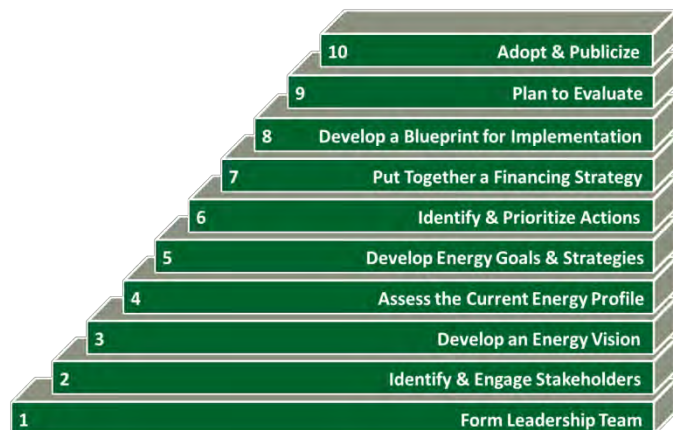 10 Adopt & Publicize
9 Plan to Evaluate
8 Develop a Blueprint for Implementation
7 Put Together a Financing Strategy
6 Identify & Prioritize Actions
5 Develop Energy Goals & Strategies
4 Assess the Current Energy Profile
3 Develop an Energy Vision
2 Identify & Engage Stakeholders
1 Form Leadership Team